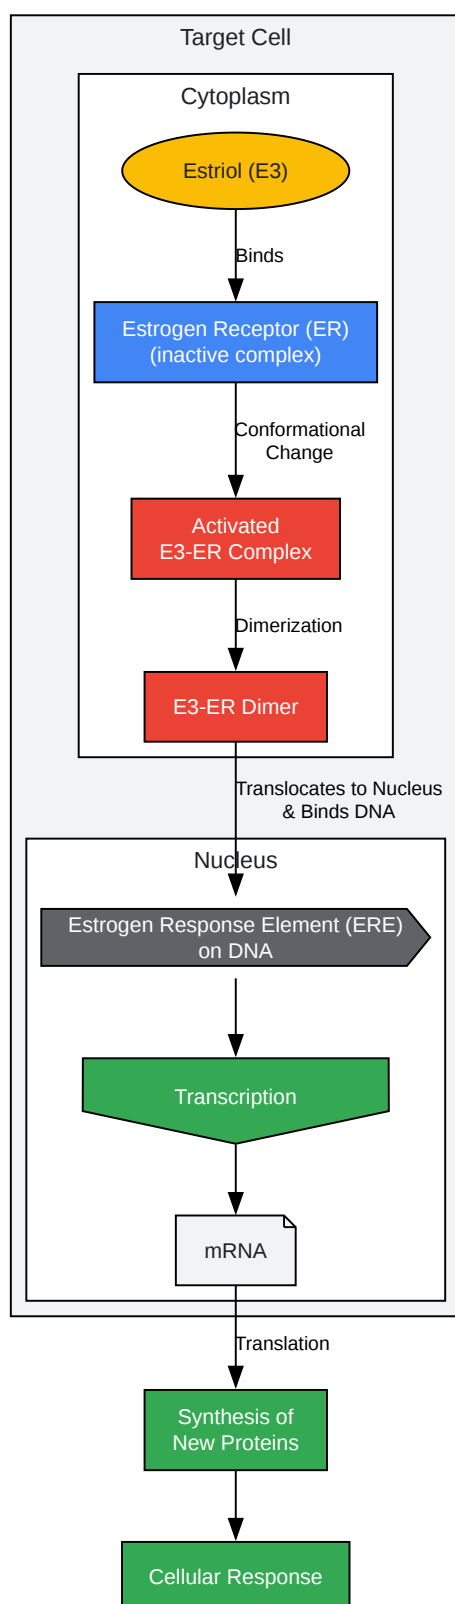 Target Cell
Cytoplasm
Estriol (E3)
Binds
Estrogen Receptor (ER)
(inactive complex)
Conformational
Change
Activated
E3-ER Complex
Dimerization
E3-ER Dimer
Translocates to Nucleus
& Binds DNA
Nucleus
Estrogen Response Element (ERE)
on DNA
Transcription
mRNA
Translation
Synthesis of
New Proteins
Cellular Response